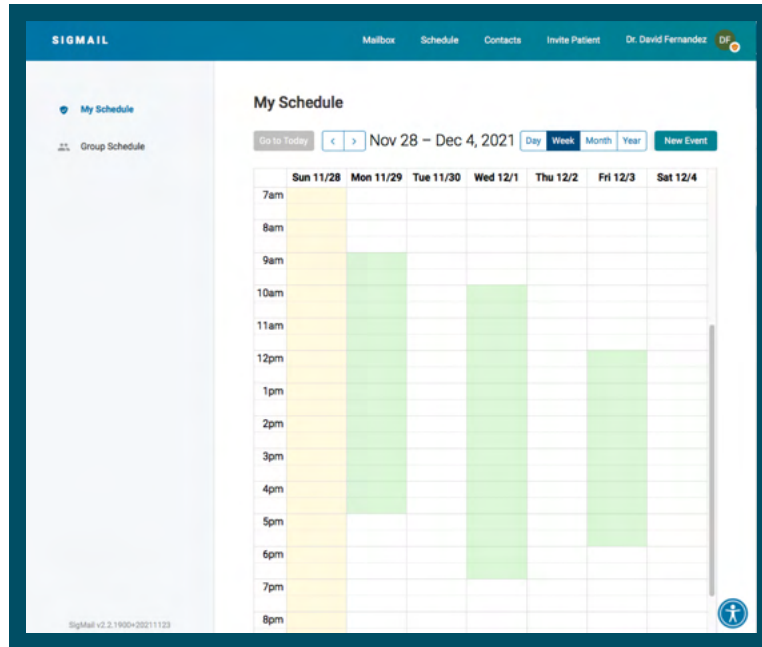 SIGMAIL Mailbox Schedule Contacts Invite Patient Dr. David Fernandez DF
My Schedule
Group Schedule
My Schedule
Go to Today < > Nov 28 – Dec 4, 2021 Day Week Month Year New Event
Sun 11/28 Mon 11/29 Tue 11/30 Wed 12/1 Thu 12/2 Fri 12/3 Sat 12/4
7am
8am
9am
10am
11am
12pm
1pm
2pm
3pm
4pm
5pm
6pm
7pm
8pm
SigMail v2.2.1900+20211123